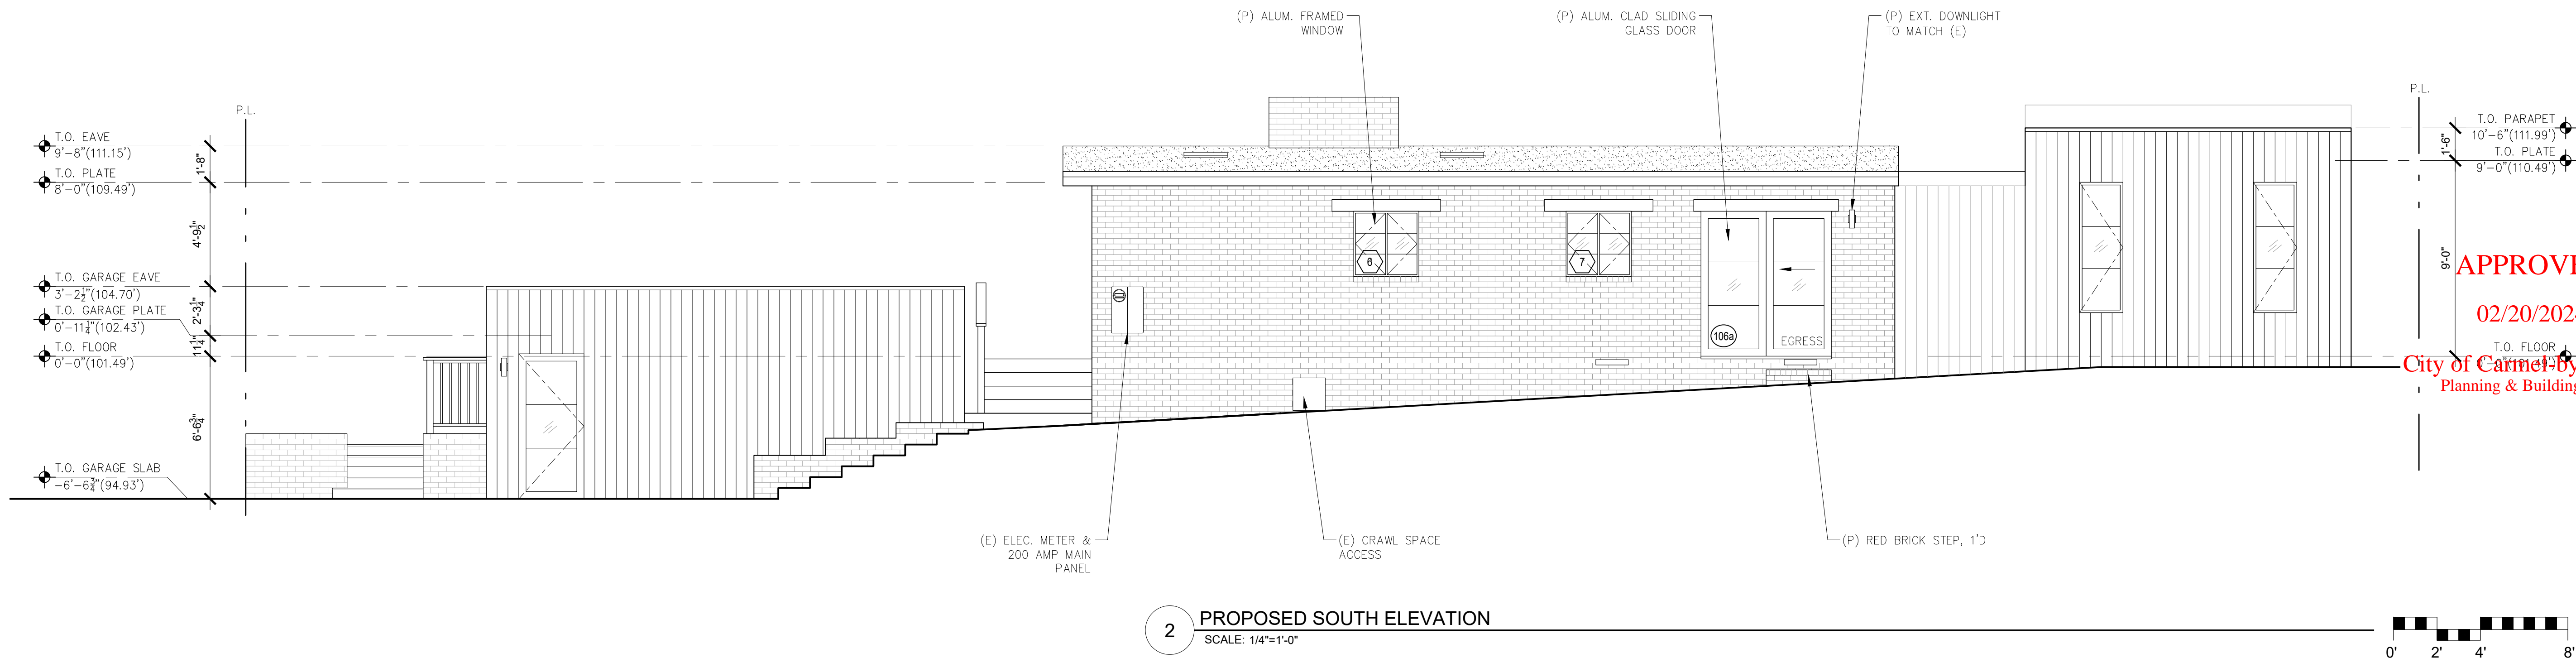 (P) ALUM. FRAMED
WINDOW
(P) ALUM. CLAD SLIDING
GLASS DOOR
(P) EXT. DOWNLIGHT
TO MATCH (E)
P.L.
P.L.
T.O. EAVE
9'-8"(111.15')
T.O. PLATE
8'-0"(109.49')
T.O. GARAGE EAVE
3'-2½"(104.70')
T.O. GARAGE PLATE
0'-11¼"(102.43')
T.O. FLOOR
0'-0"(101.49')
T.O. GARAGE SLAB
-6'-6¾"(94.93')
1'-8"
4'-9½"
2'-3¼"
11¼"
6'-6¾"
6
7
106a
EGRESS
T.O. PARAPET
10'-6"(111.99')
T.O. PLATE
9'-0"(110.49')
1'-6"
9'-0"
T.O. FLOOR
0'-0"(101.49')
APPROVE
02/20/202
City of Carmel-by
Planning & Building
(E) ELEC. METER &
200 AMP MAIN
PANEL
(E) CRAWL SPACE
ACCESS
(P) RED BRICK STEP, 1'D
2
PROPOSED SOUTH ELEVATION
SCALE: 1/4"=1'-0"
0' 2' 4' 8'